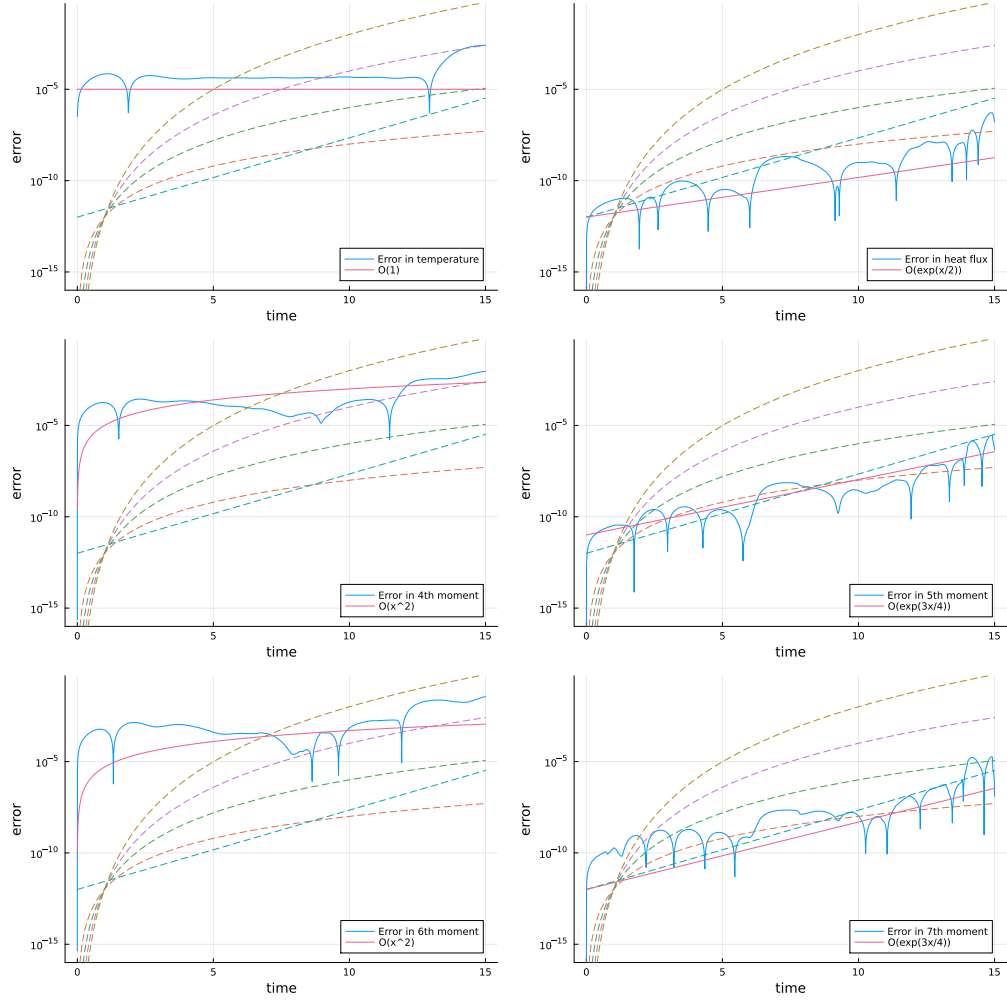 error
10^-5
10^-10
10^-15
Error in temperature
O(1)
0
5
10
15
time
error
10^-5
10^-10
10^-15
Error in heat flux
O(exp(x/2))
0
5
10
15
time
error
10^-5
10^-10
10^-15
Error in 4th moment
O(x^2)
0
5
10
15
time
error
10^-5
10^-10
10^-15
Error in 5th moment
O(exp(3x/4))
0
5
10
15
time
error
10^-5
10^-10
10^-15
Error in 6th moment
O(x^2)
0
5
10
15
time
error
10^-5
10^-10
10^-15
Error in 7th moment
O(exp(3x/4))
0
5
10
15
time